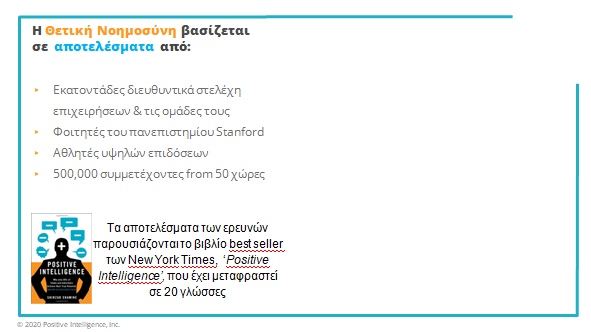 Η Θετική Νοημοσύνη βασίζεται
σε αποτελέσματα από:
▸ Εκατοντάδες διευθυντικά στελέχη
επιχειρήσεων & τις ομάδες τους
▸ Φοιτητές του πανεπιστημίου Stanford
▸ Αθλητές υψηλών επιδόσεων
▸ 500,000 συμμετέχοντες from 50 χώρες
Τα αποτελέσματα των ερευνών
παρουσιάζονται το βιβλίο best seller
των New York Times, ‘Positive
Intelligence’, που έχει μεταφραστεί
σε 20 γλώσσες
POSITIVE
INTELLIGENCE
SHIRZAD CHAMINE
© 2020 Positive Intelligence, Inc.